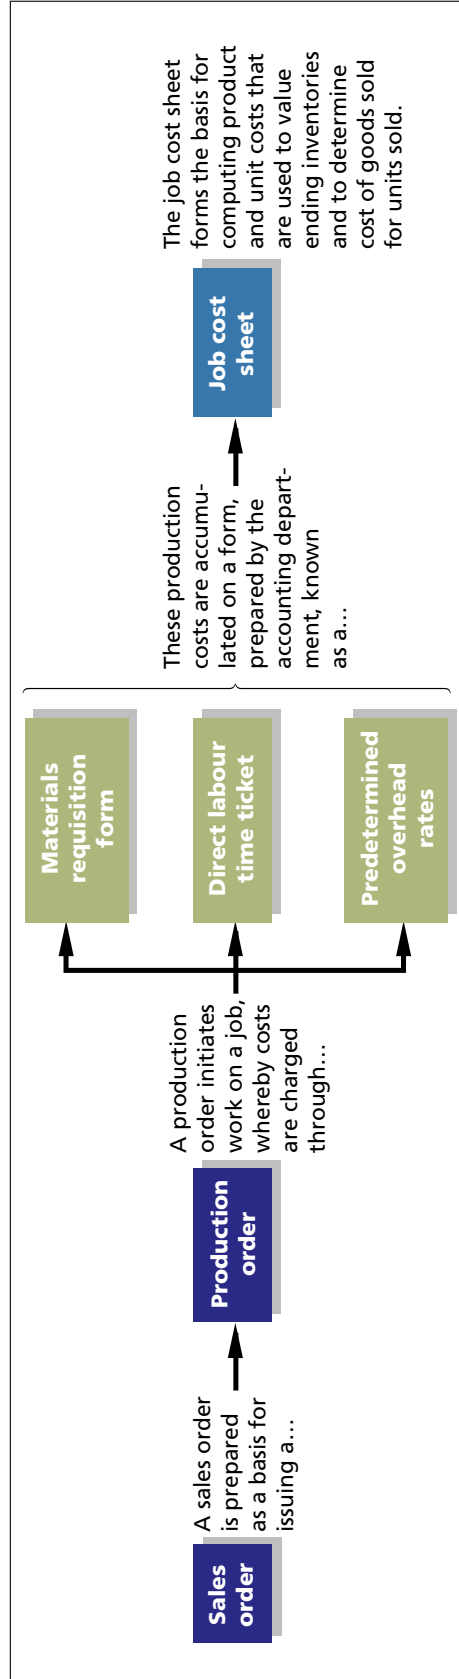 Sales
order
A sales order
is prepared
as a basis for
issuing a…
Production
order
A production
order initiates
work on a job,
whereby costs
are charged
through…
Materials
requisition
form
Direct labour
time ticket
Predetermined
overhead
rates
These production
costs are accumu-
lated on a form,
prepared by the
accounting depart-
ment, known
as a…
Job cost
sheet
The job cost sheet
forms the basis for
computing product
and unit costs that
are used to value
ending inventories
and to determine
cost of goods sold
for units sold.